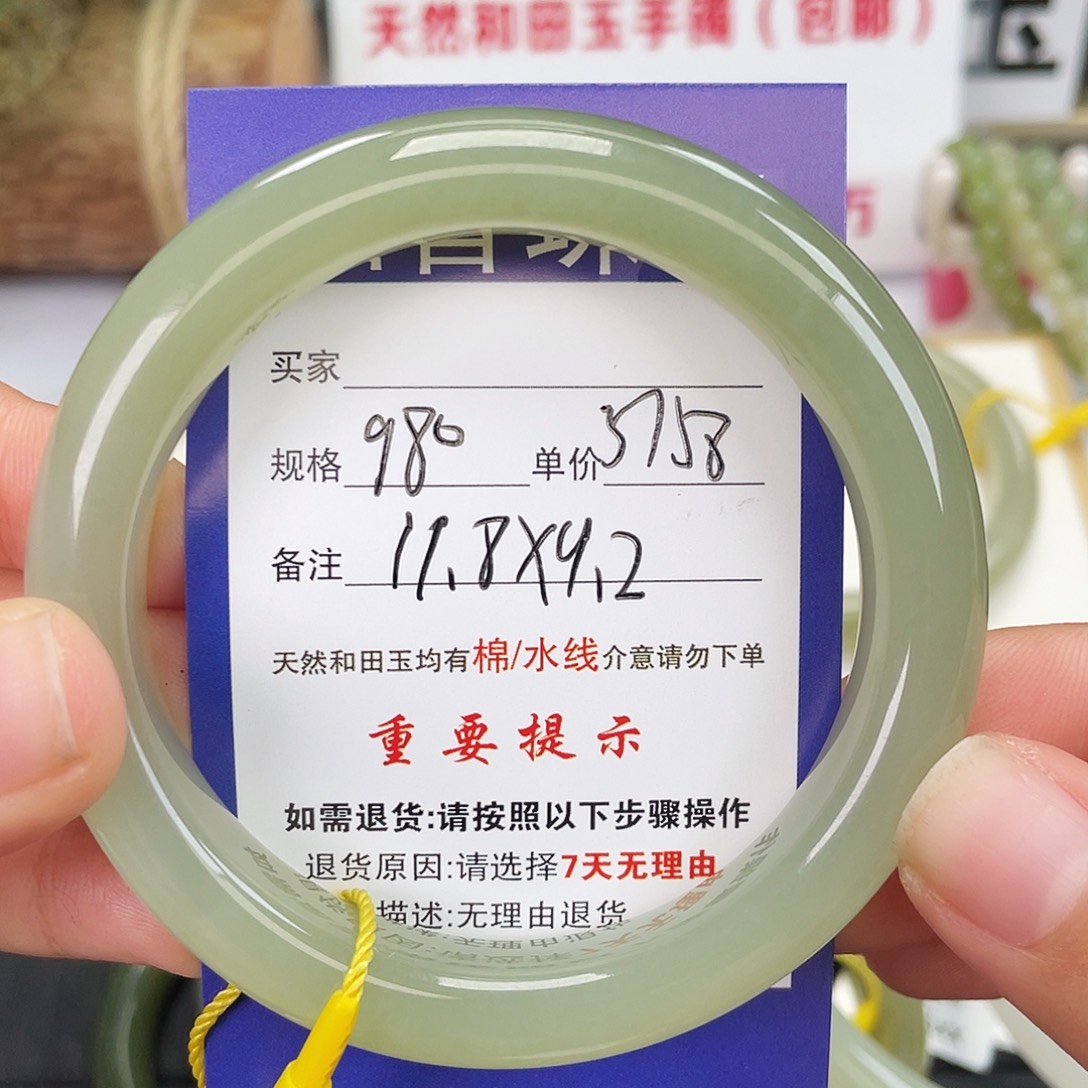 天然和田玉手镯（包邮）
玉
买家
规格 980 单价 5758
备注 11.8X9.2
天然和田玉均有棉/水线介意请勿下单
重要提示
如需退货:请按照以下步骤操作
退货原因:请选择7天无理由
描述:无理由退货